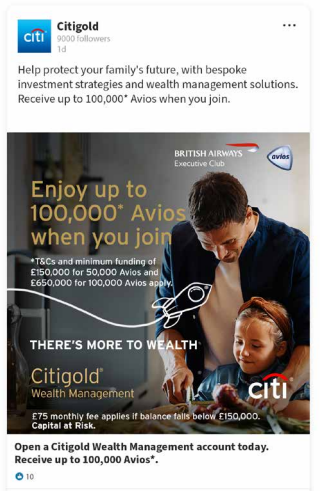 citi
Citigold
9000 followers
1d
Help protect your family's future, with bespoke
investment strategies and wealth management solutions.
Receive up to 100,000* Avios when you join.
BRITISH AIRWAYS
Executive Club
avios
Enjoy up to
100,000* Avios
when you join
*T&Cs and minimum funding of
£150,000 for 50,000 Avios and
£650,000 for 100,000 Avios apply.
THERE'S MORE TO WEALTH
Citigold®
Wealth Management
citi
£75 monthly fee applies if balance falls below £150,000.
Capital at Risk.
Open a Citigold Wealth Management account today.
Receive up to 100,000 Avios*.
10